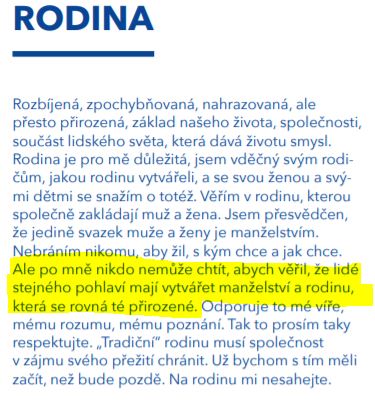 RODINA
Rozbíjená, zpochybňovaná, nahrazovaná, ale
přesto přirozená, základ našeho života, společnosti,
součást lidského světa, která dává životu smysl.
Rodina je pro mě důležitá, jsem vděčný svým rodi-
čům, jakou rodinu vytvářeli, a se svou ženou a svý-
mi dětmi se snažím o totéž. Věřím v rodinu, kterou
společně zakládají muž a žena. Jsem přesvědčen,
že jedině svazek muže a ženy je manželstvím.
Nebráním nikomu, aby žil, s kým chce a jak chce.
Ale po mně nikdo nemůže chtít, abych věřil, že lidé
stejného pohlaví mají vytvářet manželství a rodinu,
která se rovná té přirozené. Odporuje to mé víře,
mému rozumu, mému poznání. Tak to prosím taky
respektujte. „Tradiční" rodinu musí společnost
v zájmu svého přežití chránit. Už bychom s tím měli
začít, než bude pozdě. Na rodinu mi nesahejte.